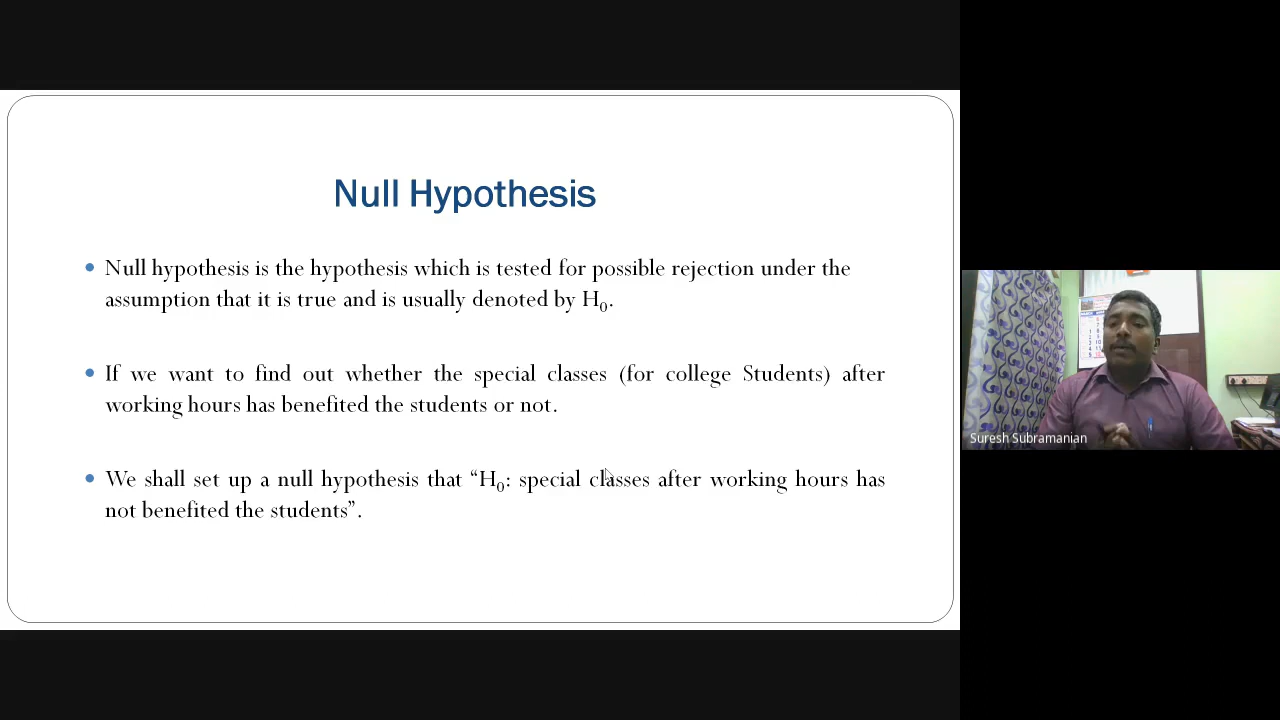 Null Hypothesis
• Null hypothesis is the hypothesis which is tested for possible rejection under the
assumption that it is true and is usually denoted by H₀.
• If we want to find out whether the special classes (for college Students) after
working hours has benefited the students or not.
• We shall set up a null hypothesis that “H₀: special classes after working hours has
not benefited the students”.
Suresh Subramanian